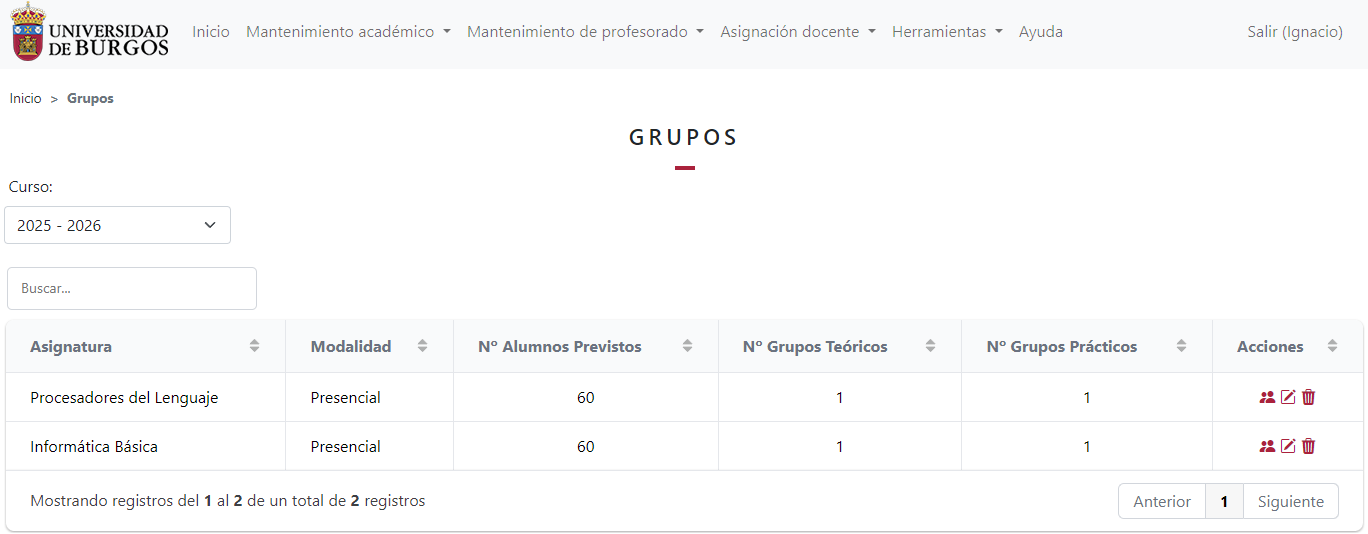 UNIVERSIDAD
DE BURGOS
Inicio Mantenimiento académico Mantenimiento de profesorado Asignación docente Herramientas Ayuda Salir (Ignacio)
Inicio > Grupos
GRUPOS
Curso:
2025 - 2026
Buscar...
Asignatura Modalidad Nº Alumnos Previstos Nº Grupos Teóricos Nº Grupos Prácticos Acciones
Procesadores del Lenguaje Presencial 60 1 1
Informática Básica Presencial 60 1 1
Mostrando registros del 1 al 2 de un total de 2 registros Anterior 1 Siguiente